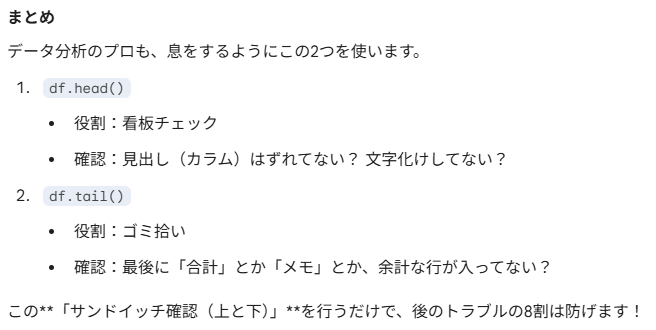 まとめ
データ分析のプロも、息をするようにこの2つを使います。
1. df.head()
• 役割：看板チェック
• 確認：見出し（カラム）はずれてない？ 文字化けしてない？
2. df.tail()
• 役割：ゴミ拾い
• 確認：最後に「合計」とか「メモ」とか、余計な行が入ってない？
この**「サンドイッチ確認（上と下）」**を行うだけで、後のトラブルの8割は防げます！